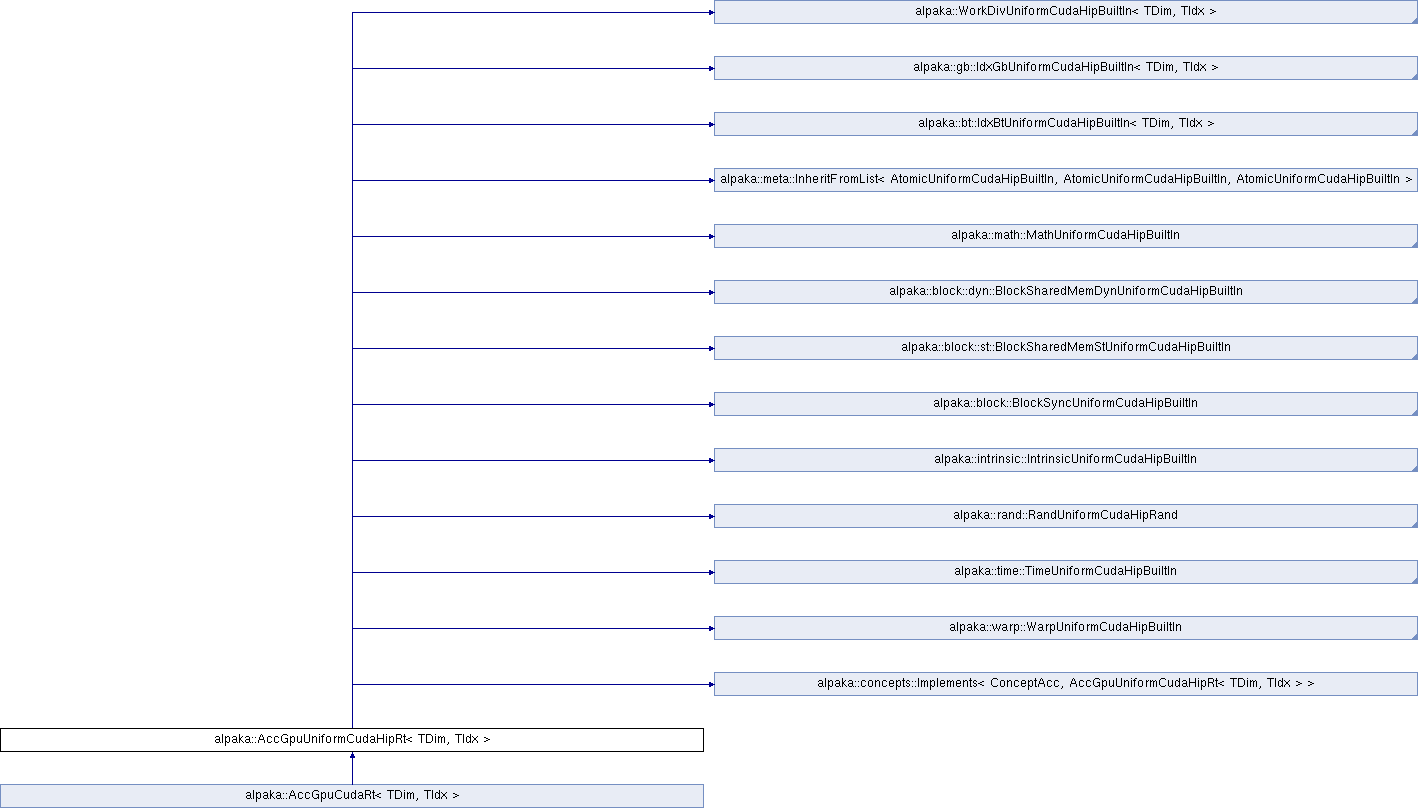 alpaka::WorkDivUniformCudaHipBuiltIn< TDim, TIdx >
alpaka::gb::IdxGbUniformCudaHipBuiltIn< TDim, TIdx >
alpaka::bt::IdxBtUniformCudaHipBuiltIn< TDim, TIdx >
alpaka::meta::InheritFromList< AtomicUniformCudaHipBuiltIn, AtomicUniformCudaHipBuiltIn, AtomicUniformCudaHipBuiltIn >
alpaka::math::MathUniformCudaHipBuiltIn
alpaka::block::dyn::BlockSharedMemDynUniformCudaHipBuiltIn
alpaka::block::st::BlockSharedMemStUniformCudaHipBuiltIn
alpaka::block::BlockSyncUniformCudaHipBuiltIn
alpaka::intrinsic::IntrinsicUniformCudaHipBuiltIn
alpaka::rand::RandUniformCudaHipRand
alpaka::time::TimeUniformCudaHipBuiltIn
alpaka::warp::WarpUniformCudaHipBuiltIn
alpaka::concepts::Implements< ConceptAcc, AccGpuUniformCudaHipRt< TDim, TIdx > >
alpaka::AccGpuUniformCudaHipRt< TDim, TIdx >
alpaka::AccGpuCudaRt< TDim, TIdx >